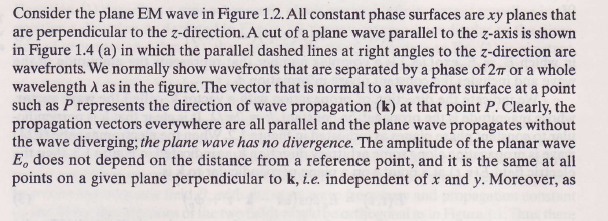 Consider the plane EM wave in Figure 1.2. All constant phase surfaces are xy planes that
are perpendicular to the z-direction. A cut of a plane wave parallel to the z-axis is shown
in Figure 1.4 (a) in which the parallel dashed lines at right angles to the z-direction are
wavefronts. We normally show wavefronts that are separated by a phase of 2π or a whole
wavelength λ as in the figure. The vector that is normal to a wavefront surface at a point
such as P represents the direction of wave propagation (k) at that point P. Clearly, the
propagation vectors everywhere are all parallel and the plane wave propagates without
the wave diverging; the plane wave has no divergence. The amplitude of the planar wave
Eₒ does not depend on the distance from a reference point, and it is the same at all
points on a given plane perpendicular to k, i.e. independent of x and y. Moreover, as